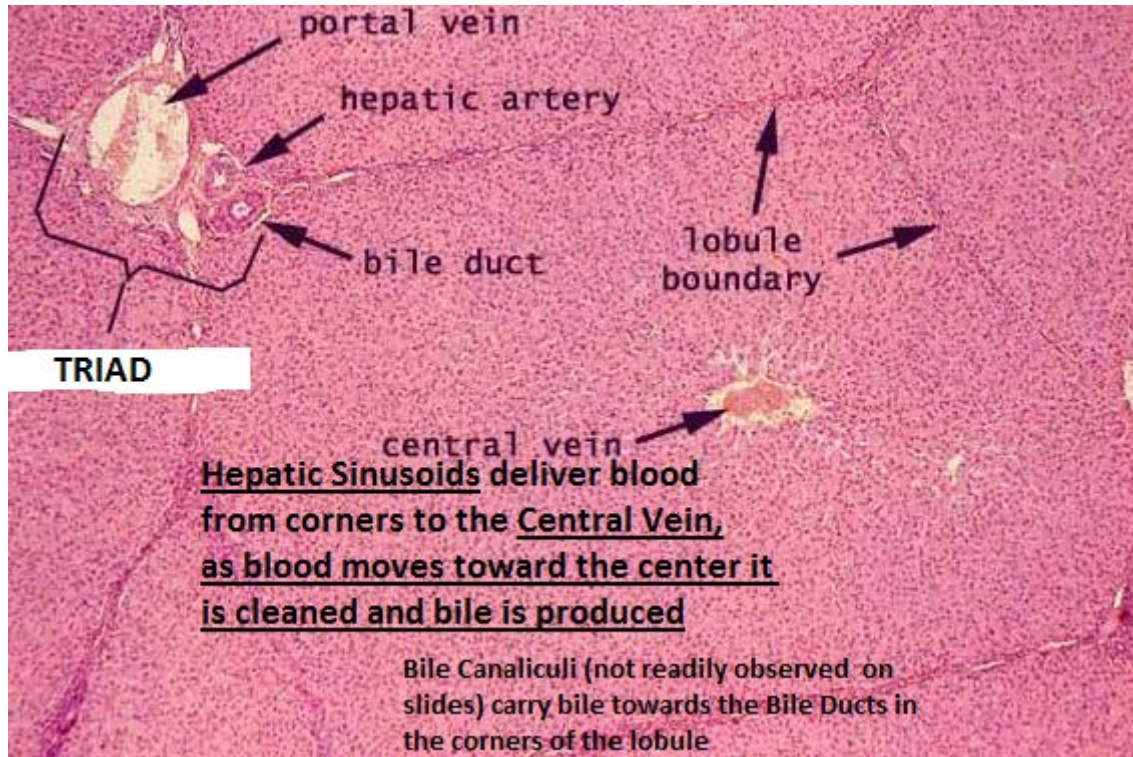 portal vein
hepatic artery
bile duct
lobule
boundary
TRIAD
central vein
Hepatic Sinusoids deliver blood
from corners to the Central Vein,
as blood moves toward the center it
is cleaned and bile is produced
Bile Canaliculi (not readily observed on
slides) carry bile towards the Bile Ducts in
the corners of the lobule